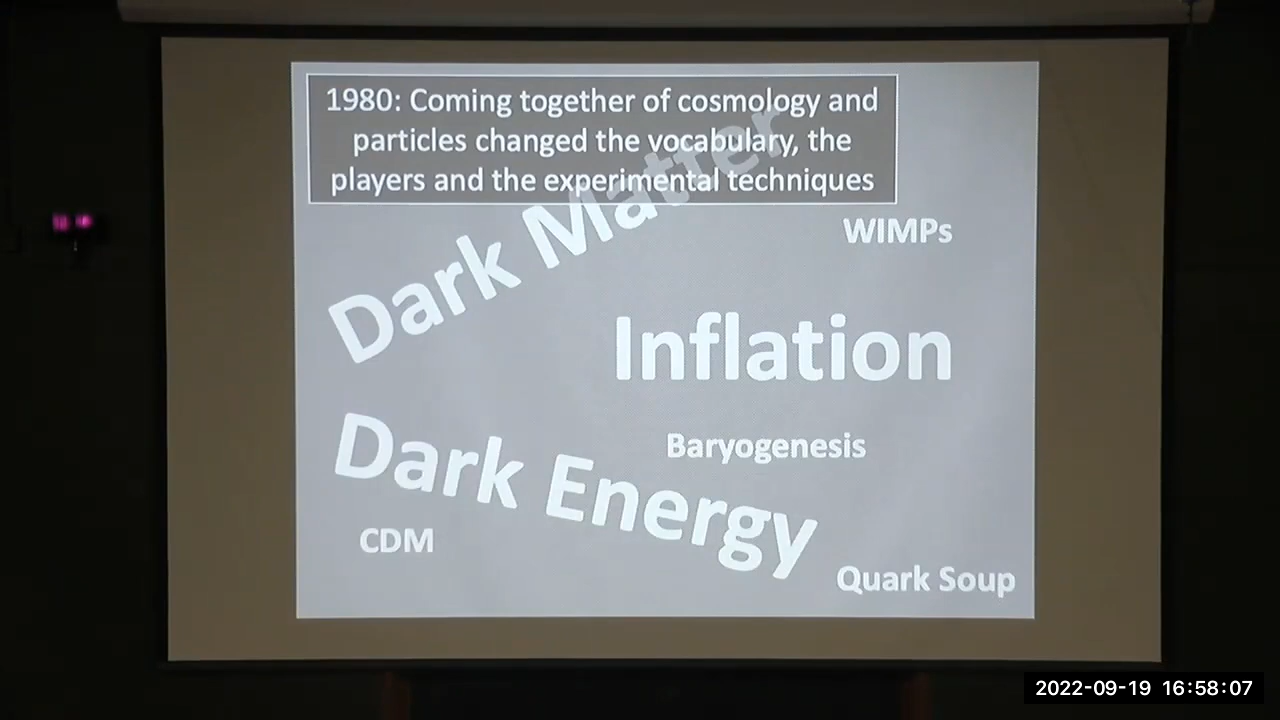 1980: Coming together of cosmology and
particles changed the vocabulary, the
players and the experimental techniques
Dark Matter
WIMPs
Inflation
Baryogenesis
Dark Energy
CDM
Quark Soup
2022-09-19 16:58:07